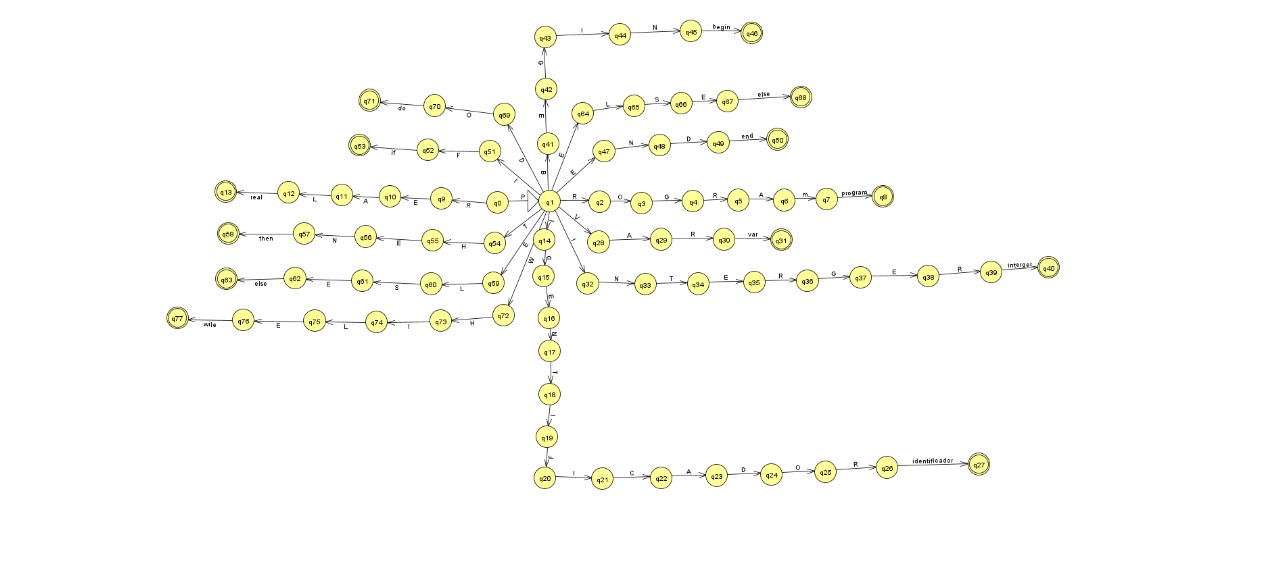 q43 I q44 N q45 begin q46
G
q71 do q70 O q69 q42 q64 L q65 S q66 E q67 else q68
m
q53 if q52 F q51 q41 q47 N q48 D q49 end q50
D I B E E
q13 real q12 L q11 A q10 E q9 R q0 P q1 R q2 O q3 G q4 R q5 A q6 m q7 program q8
q58 then q57 N q56 E q55 H q54 T q14 I V q28 A q29 R q30 var q31
q63 else q62 E q61 S q60 L q59 E W D q15 I q32 N q33 T q34 E q35 R q36 G q37 E q38 R q39 interger q40
q77 wile q76 E q75 L q74 I q73 H q72 m q16
N
q17
T
q18
I
q19
F
q20 I q21 C q22 A q23 D q24 O q25 R q26 identificador q27